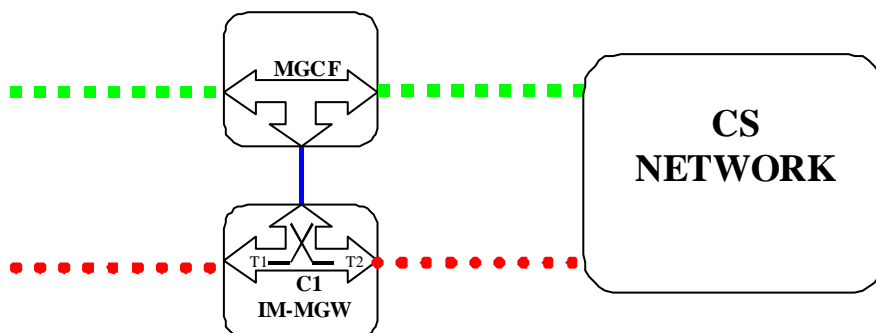 MGCF
CS
NETWORK
T1 T2
C1
IM-MGW